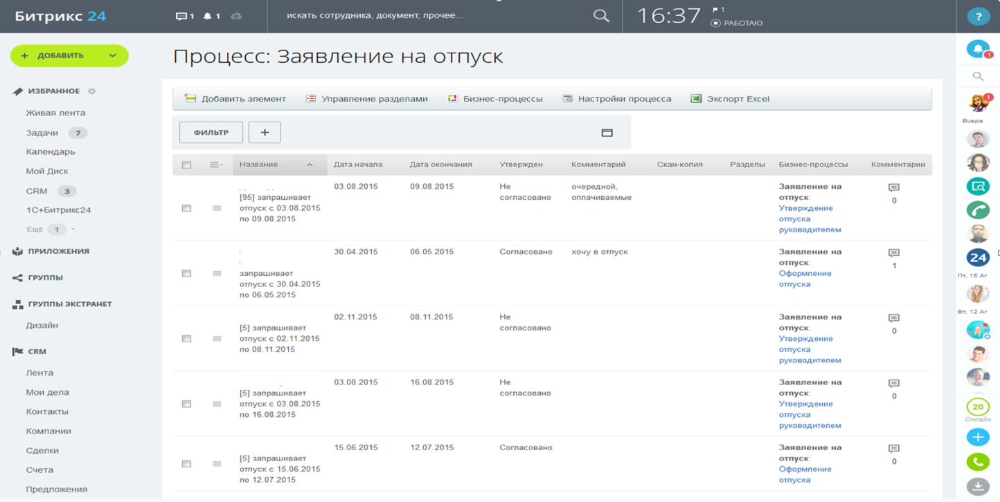 Битрикс 24
1
1
искать сотрудника, документ, прочее...
16:37
1
РАБОТАЮ
?
+ ДОБАВИТЬ
ИЗБРАННОЕ
Живая лента
Задачи 7
Календарь
Мой Диск
CRM 3
1С+Битрикс24
Ещё 1
ПРИЛОЖЕНИЯ
ГРУППЫ
ГРУППЫ ЭКСТРАНЕТ
Дизайн
CRM
Лента
Мои дела
Контакты
Компании
Сделки
Счета
Предложения
Процесс: Заявление на отпуск
Добавить элемент Управление разделами Бизнес-процессы Настройки процесса Экспорт Excel
ФИЛЬТР +
Название Дата начала Дата окончания Утвержден Комментарий Скан-копия Разделы Бизнес-процессы Комментарии
[95] запрашивает
отпуск с 03.08.2015
по 09.08.2015
03.08.2015
09.08.2015
Не
согласовано
очередной,
оплачиваемые
Заявление на
отпуск:
Утверждение
отпуска
руководителем
0
запрашивает
отпуск с 30.04.2015
по 06.05.2015
30.04.2015
06.05.2015
Согласовано
хочу в отпуск
Заявление на
отпуск:
Оформление
отпуска
1
[5] запрашивает
отпуск с 02.11.2015
по 08.11.2015
02.11.2015
08.11.2015
Не
согласовано
Заявление на
отпуск:
Утверждение
отпуска
руководителем
0
[5] запрашивает
отпуск с 03.08.2015
по 16.08.2015
03.08.2015
16.08.2015
Не
согласовано
Заявление на
отпуск:
Утверждение
отпуска
руководителем
0
[5] запрашивает
отпуск с 15.06.2015
по 12.07.2015
15.06.2015
12.07.2015
Согласовано
Заявление на
отпуск:
Оформление
отпуска
0
1
1
Вчера
24
Пт, 15 Аг
Вт, 12 Аг
20
Онлайн